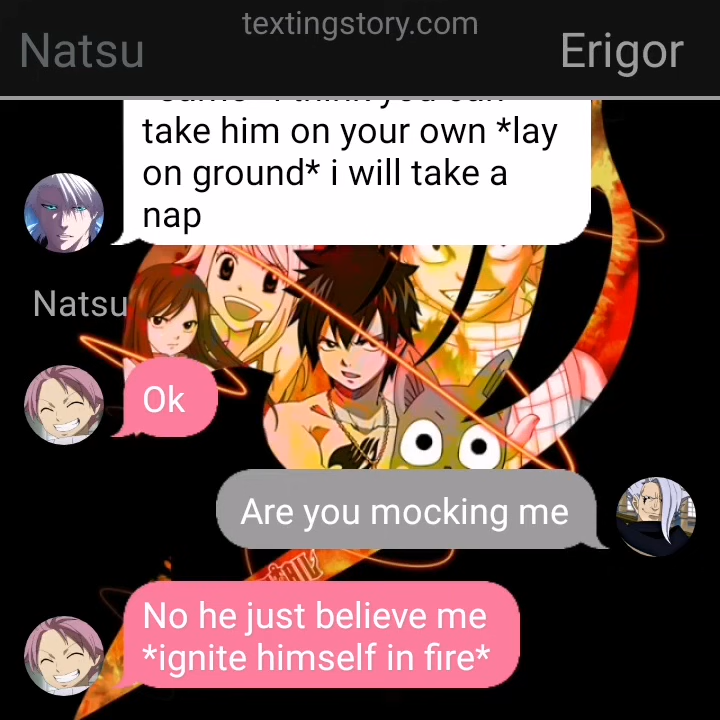 textingstory.com
Natsu
Erigor
take him on your own *lay
on ground* i will take a
nap
Natsu
Ok
Are you mocking me
No he just believe me
*ignite himself in fire*